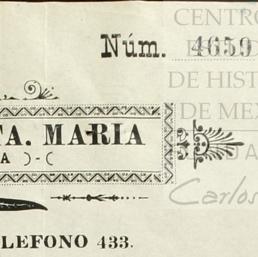 CENTRO
Núm. 4659
DE HIST
DE MEX
TA. MARIA
A )-(
Carlos
LEFONO 433.